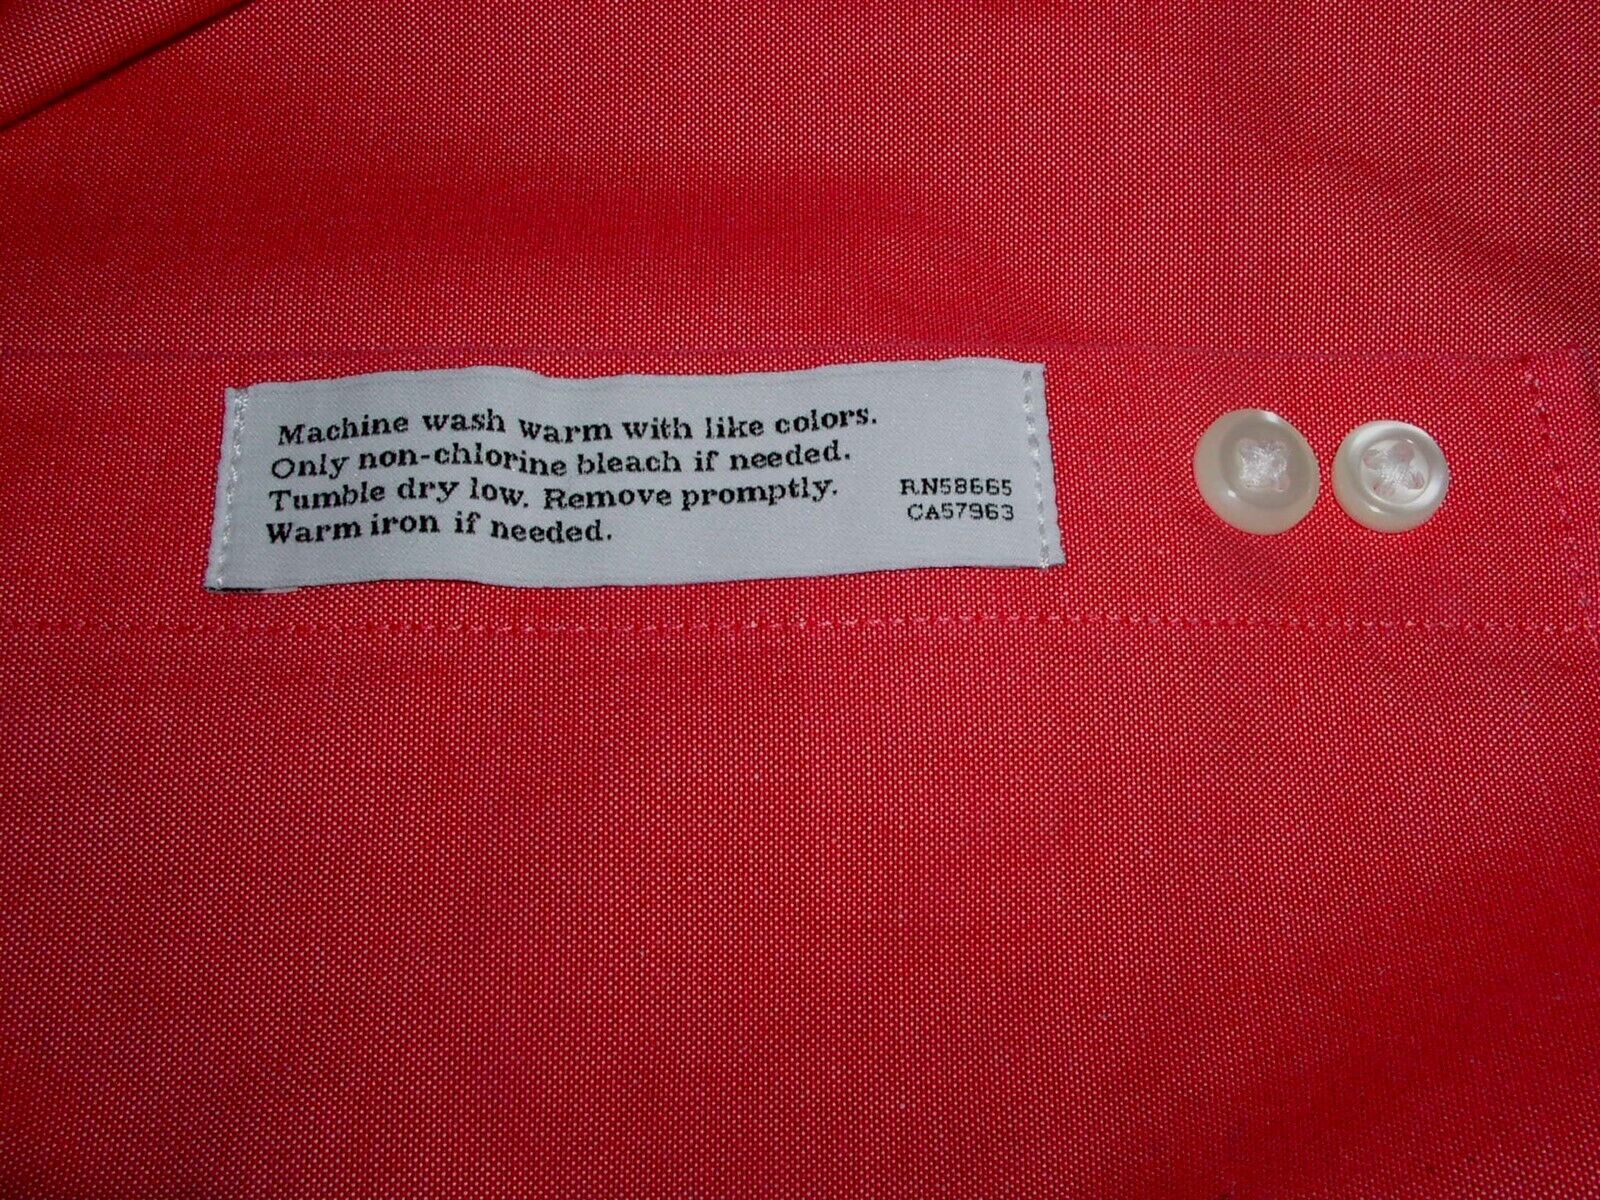 Machine wash warm with like colors.
Only non-chlorine bleach if needed.
Tumble dry low. Remove promptly.
Warm iron if needed.
RN58665
CA57963